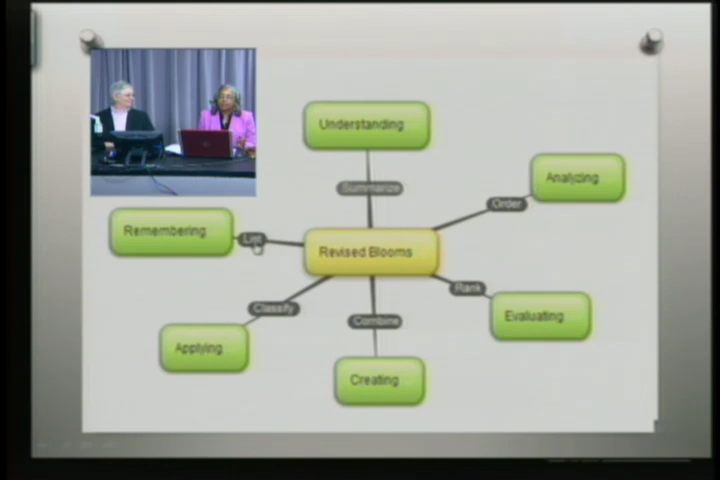 Understanding
Summarize
Analyzing
Order
Remembering
List
Revised Blooms
Rank
Classify
Combine
Evaluating
Applying
Creating